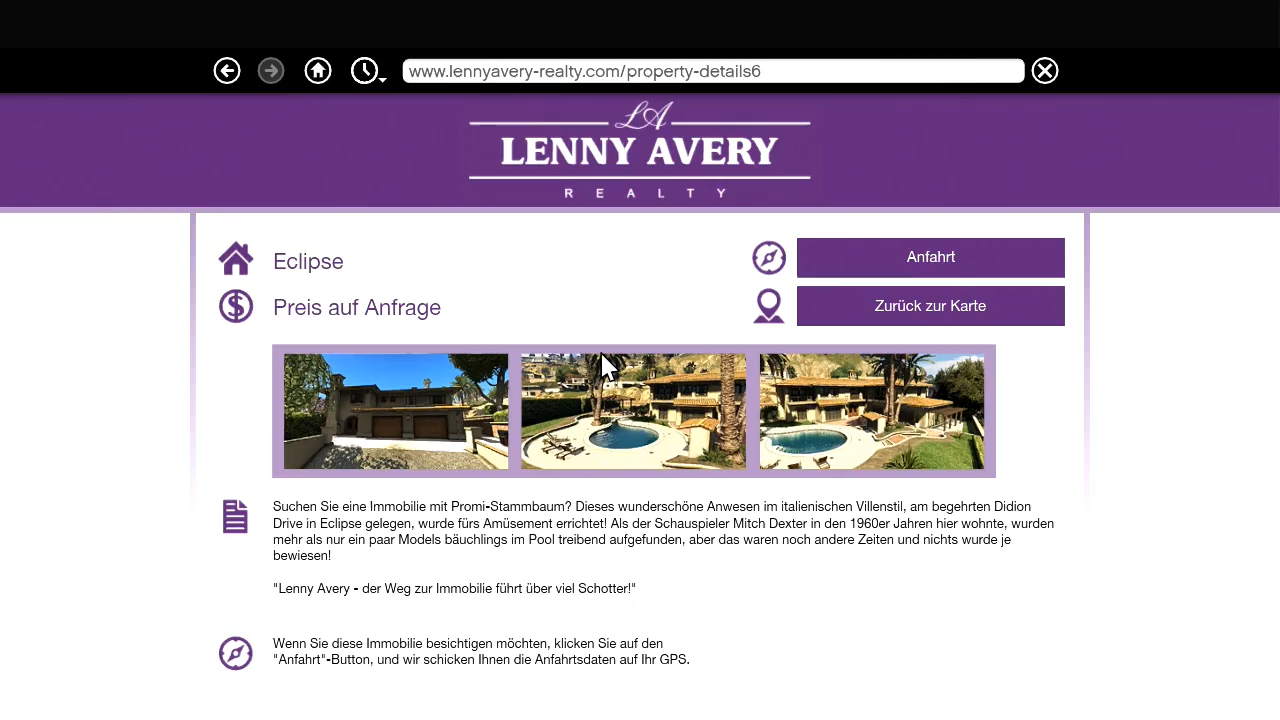 www.lennyavery-realty.com/property-details6
LA
LENNY AVERY
REALTY
Eclipse
Anfahrt
Preis auf Anfrage
Zurück zur Karte
Suchen Sie eine Immobilie mit Promi-Stammbaum? Dieses wunderschöne Anwesen im italienischen Villenstil, am begehrten Didion
Drive in Eclipse gelegen, wurde fürs Amüsement errichtet! Als der Schauspieler Mitch Dexter in den 1960er Jahren hier wohnte, wurden
mehr als nur ein paar Models bäuchlings im Pool treibend aufgefunden, aber das waren noch andere Zeiten und nichts wurde je
bewiesen!
"Lenny Avery - der Weg zur Immobilie führt über viel Schotter!"
Wenn Sie diese Immobilie besichtigen möchten, klicken Sie auf den
"Anfahrt"-Button, und wir schicken Ihnen die Anfahrtsdaten auf Ihr GPS.